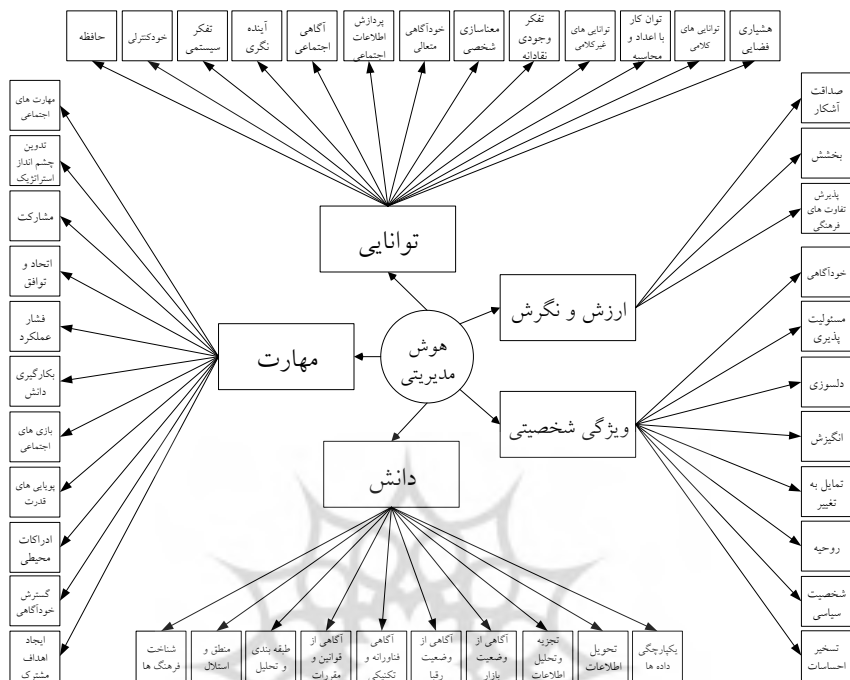 هشیاری
فضایی
توانایی های
کلامی
توان کار
با اعداد و
محاسبه
توانایی های
غیرکلامی
تفکر
وجودی
نقادانه
معناسازی
شخصی
خودآگاهی
متعالی
پردازش
اطلاعات
اجتماعی
آگاهی
اجتماعی
آینده
نگری
تفکر
سیستمی
خودکنترلی
حافظه
توانایی
صداقت
آشکار
بخشش
پذیرش
تفاوت های
فرهنگی
ارزش و نگرش
خودآگاهی
مسئولیت
پذیری
دلسوزی
انگیزش
تمایل به
تغییر
روحیه
شخصیت
سیاسی
تسخیر
احساسات
ویژگی شخصیتی
هوش
مدیریتی
مهارت
مهارت های
اجتماعی
تدوین
چشم انداز
استراتژیک
مشارکت
اتحاد و
توافق
فشار
عملکرد
بکارگیری
دانش
بازی های
اجتماعی
پویایی های
قدرت
ادراکات
محیطی
گسترش
خودآگاهی
ایجاد
اهداف
مشترک
دانش
یکپارچگی
داده ها
تحویل
اطلاعات
تجزیه
وتحلیل
اطلاعات
آگاهی از
وضعیت
بازار
آگاهی از
وضعیت
رقبا
آگاهی
فناورانه و
تکنیکی
آگاهی از
قوانین و
مقررات
طبقه بندی
و تحلیل
منطق و
استلال
شناخت
فرهنگ ها